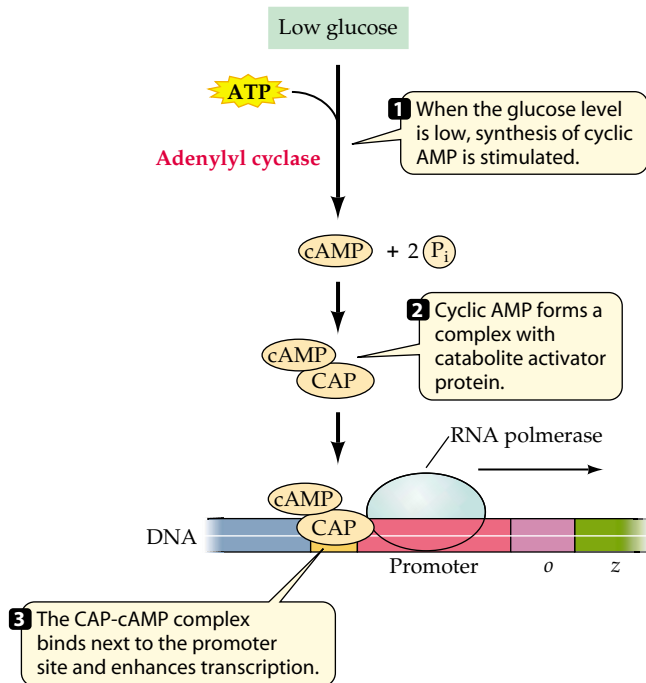 Low glucose
ATP
1 When the glucose level
is low, synthesis of cyclic
AMP is stimulated.
Adenylyl cyclase
cAMP + 2 Pi
2 Cyclic AMP forms a
complex with
catabolite activator
protein.
cAMP
CAP
RNA polmerase
cAMP
CAP
DNA
Promoter o z
3 The CAP-cAMP complex
binds next to the promoter
site and enhances transcription.